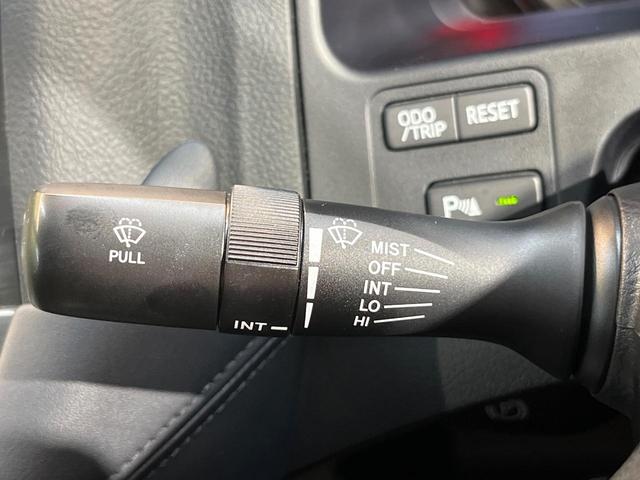 ODO
/TRIP
RESET
P
PULL
MIST
OFF
INT
LO
HI
INT